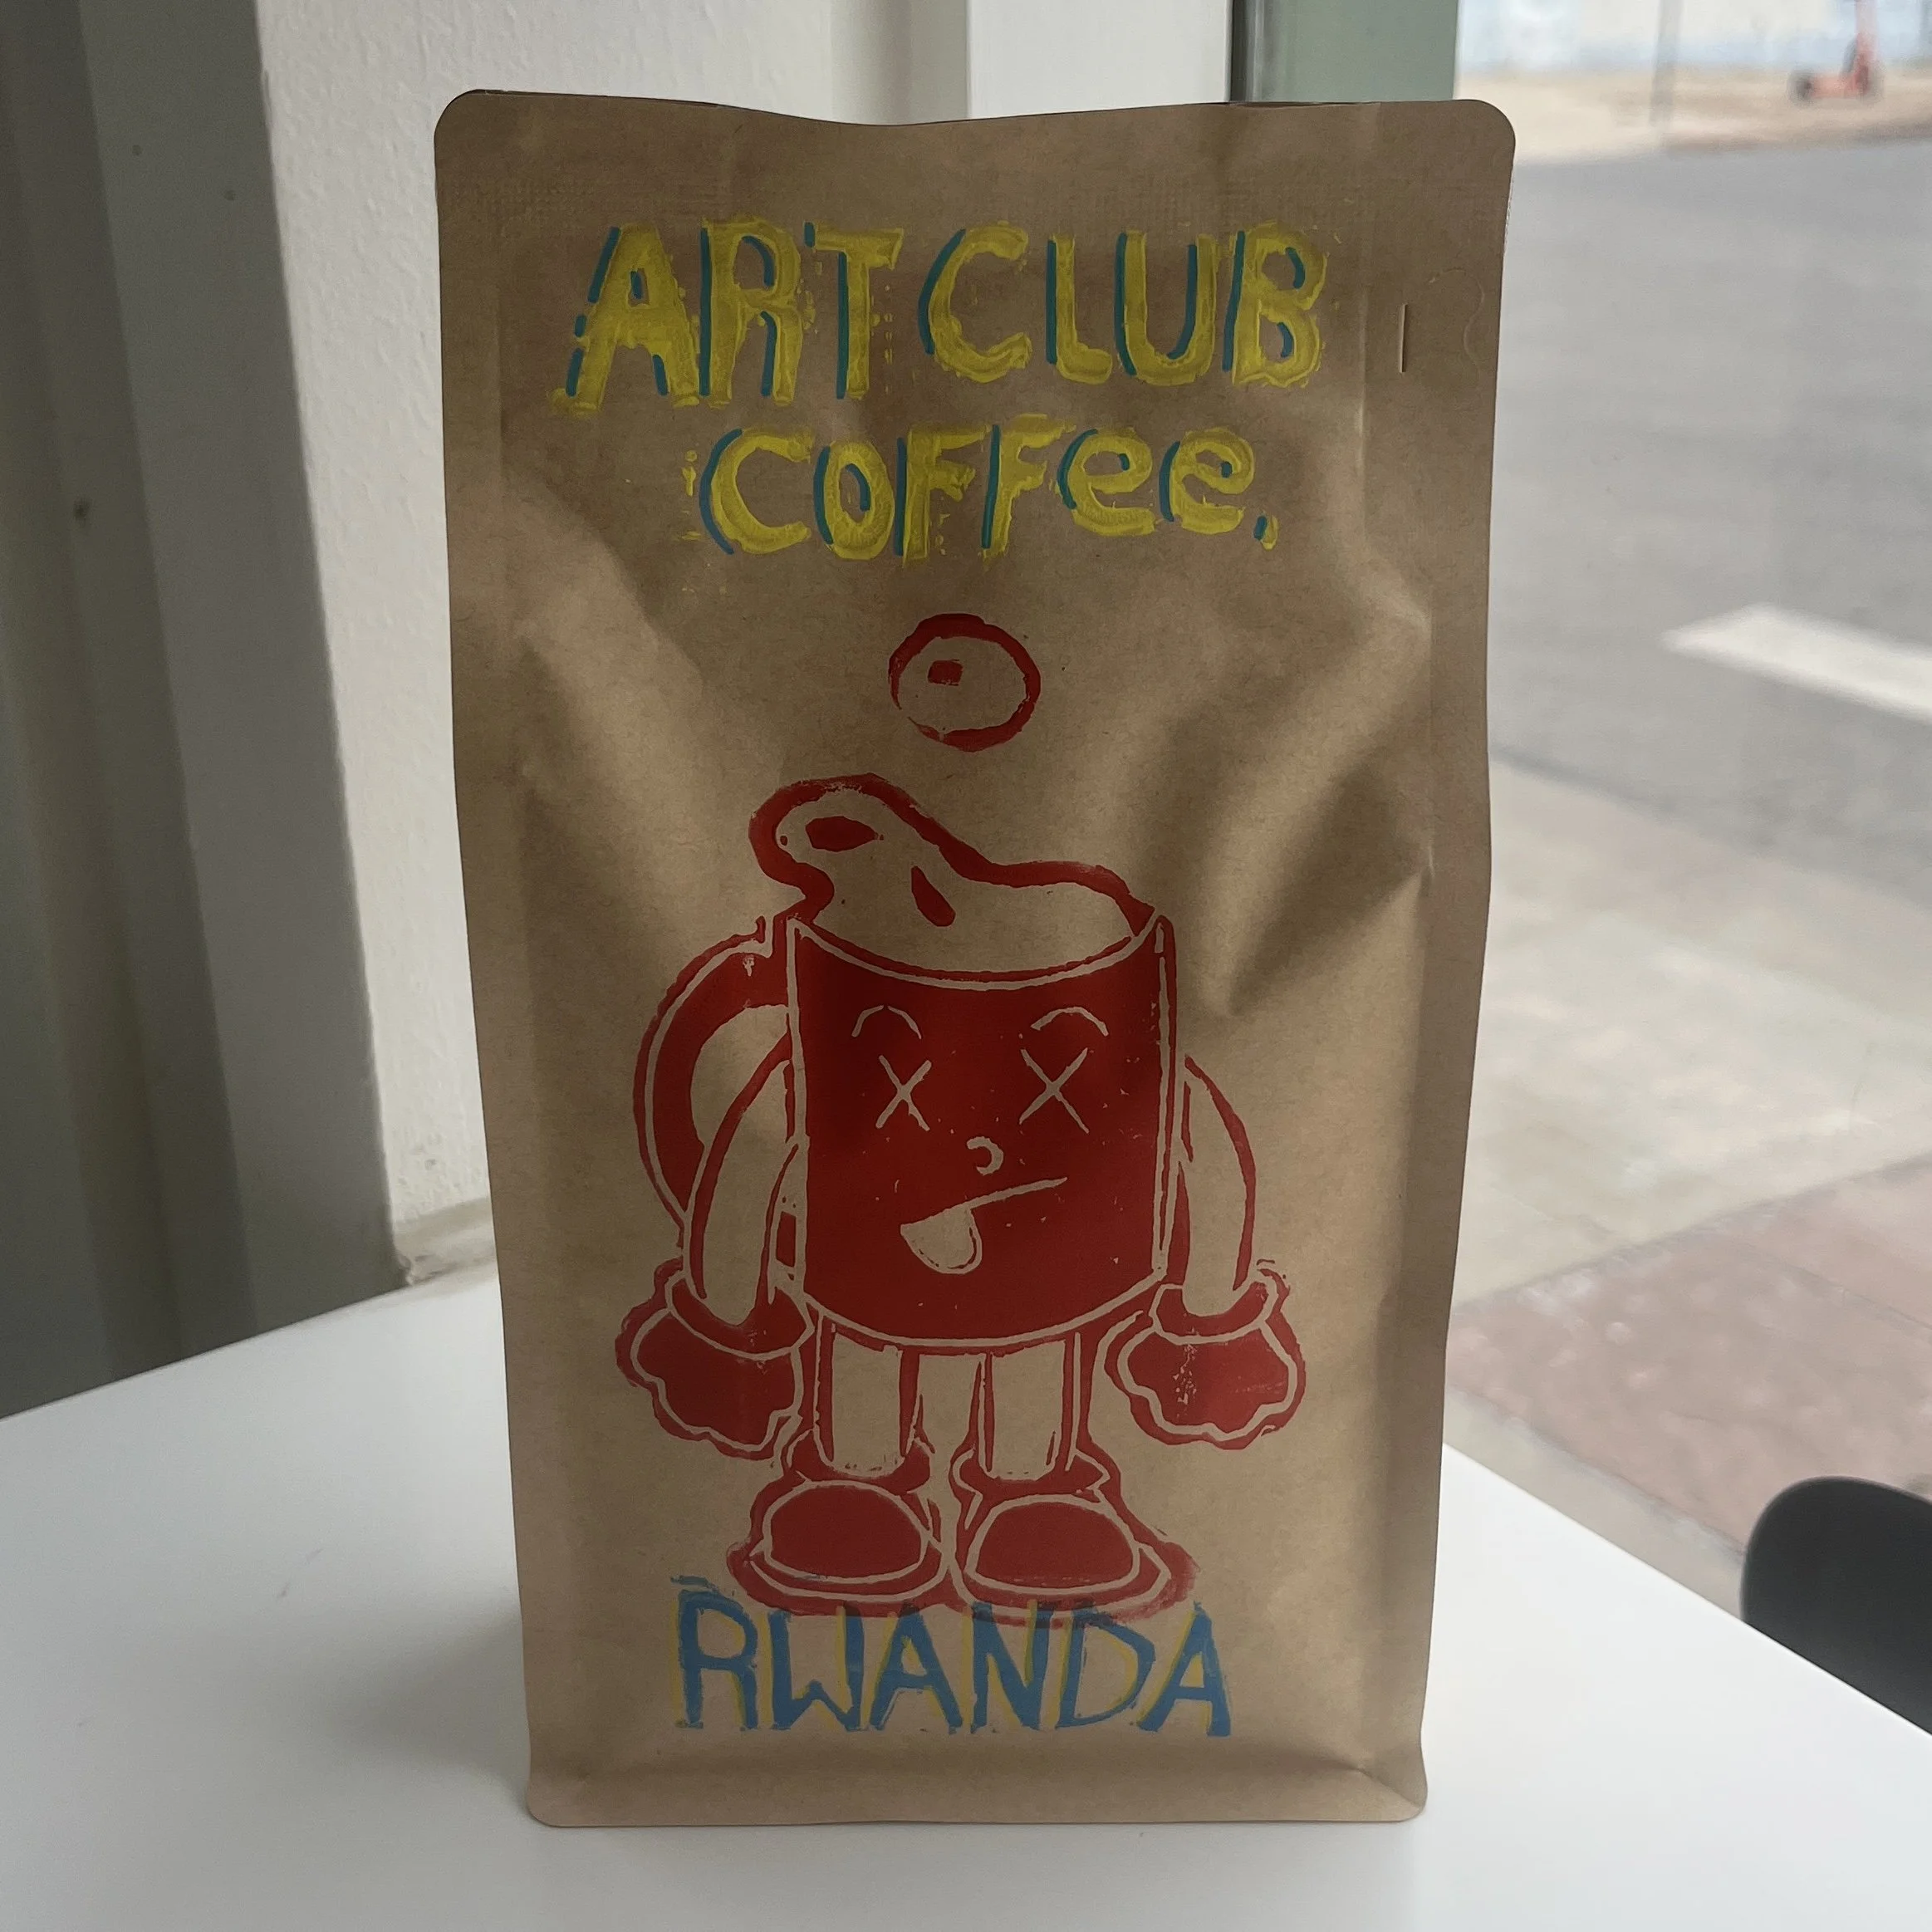 ART CLUB
COFFee.
RWANDA